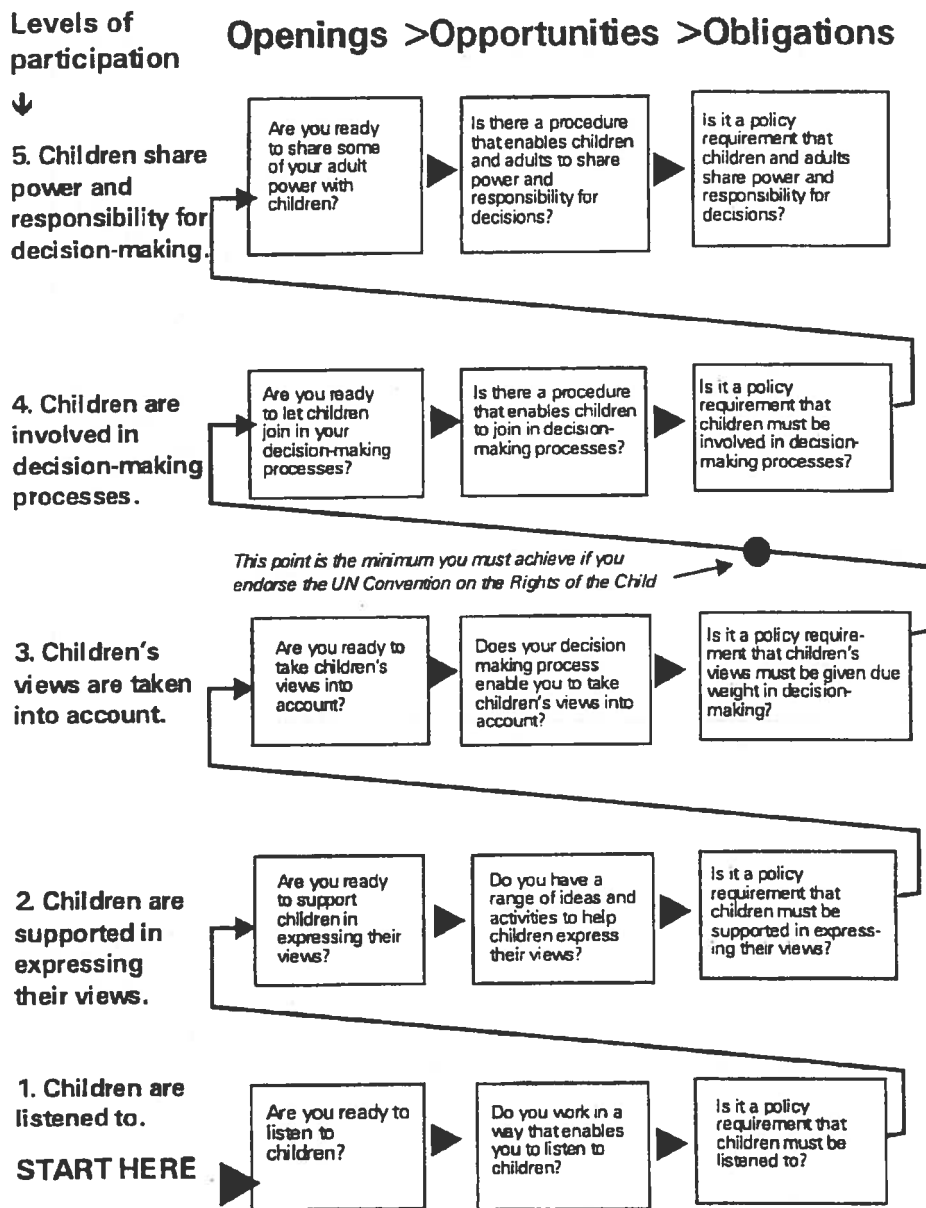 Levels of
participation
Openings >Opportunities >Obligations
5. Children share
power and
responsibility for
decision-making.
Are you ready
to share some
of your adult
power with
children?
Is there a procedure
that enables children
and adults to share
power and
responsibility for
decisions?
Is it a policy
requirement that
children and adults
share power and
responsibility for
decisions?
4. Children are
involved in
decision-making
processes.
Are you ready
to let children
join in your
decision-making
processes?
Is there a procedure
that enables children
to join in decision-
making processes?
Is it a policy
requirement that
children must be
involved in decision-
making processes?
This point is the minimum you must achieve if you
endorse the UN Convention on the Rights of the Child
3. Children's
views are taken
into account.
Are you ready to
take children's
views into
account?
Does your decision
making process
enable you to take
children's views into
account?
Is it a policy require-
ment that children's
views must be given due
weight in decision-
making?
2. Children are
supported in
expressing
their views.
Are you ready
to support
children in
expressing their
views?
Do you have a
range of ideas and
activities to help
children express
their views?
Is it a policy
requirement that
children must be
supported in express-
ing their views?
1. Children are
listened to.
START HERE
Are you ready to
listen to
children?
Do you work in a
way that enables
you to listen to
children?
Is it a policy
requirement that
children must be
listened to?